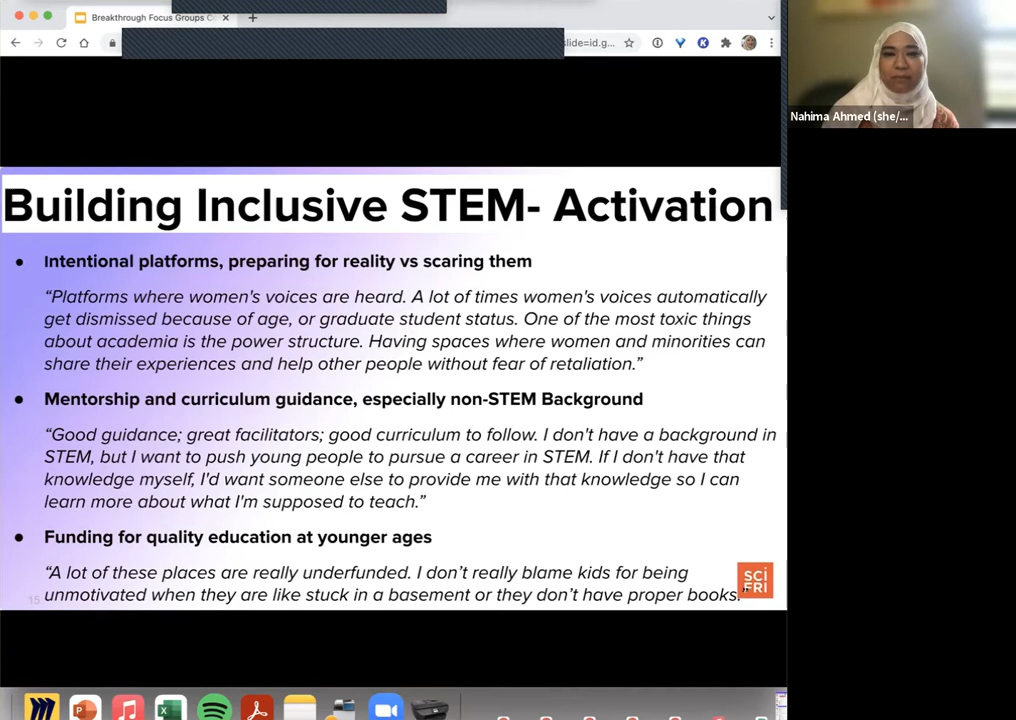 Breakthrough Focus Groups C
slide=id.g...
Nahima Ahmed (she/...
Building Inclusive STEM- Activation
● Intentional platforms, preparing for reality vs scaring them
“Platforms where women's voices are heard. A lot of times women's voices automatically
get dismissed because of age, or graduate student status. One of the most toxic things
about academia is the power structure. Having spaces where women and minorities can
share their experiences and help other people without fear of retaliation.”
● Mentorship and curriculum guidance, especially non-STEM Background
“Good guidance; great facilitators; good curriculum to follow. I don't have a background in
STEM, but I want to push young people to pursue a career in STEM. If I don't have that
knowledge myself, I'd want someone else to provide me with that knowledge so I can
learn more about what I'm supposed to teach.”
● Funding for quality education at younger ages
“A lot of these places are really underfunded. I don’t really blame kids for being
unmotivated when they are like stuck in a basement or they don’t have proper books.”
SCI
FRI
15